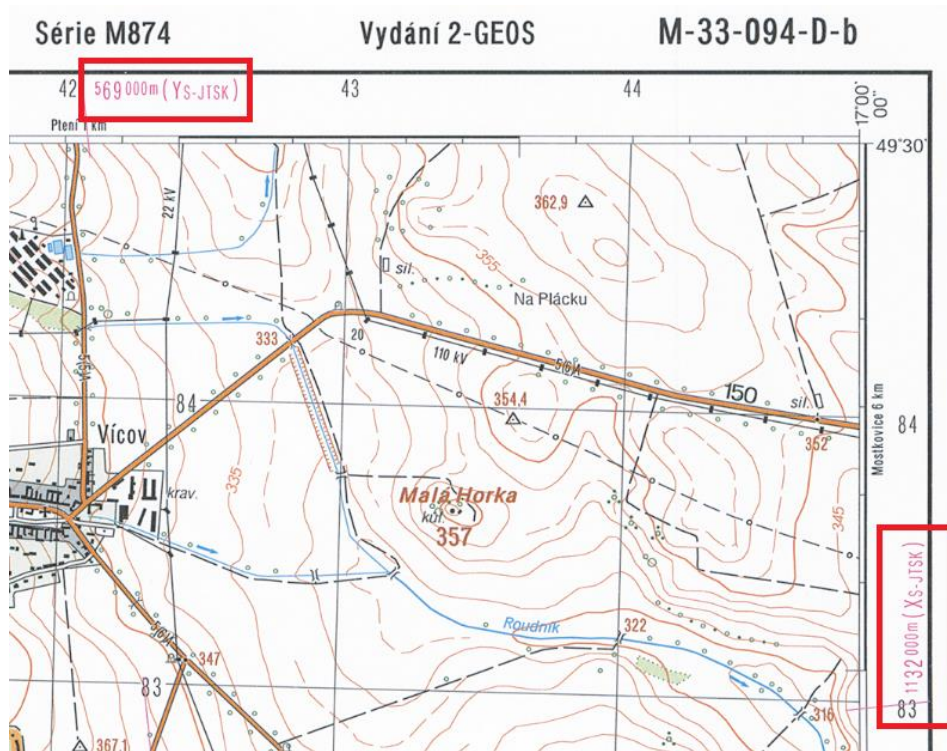 Série M874
Vydání 2-GEOS
M-33-094-D-b
42
569 000m (YS-JTSK)
43
44
17°00'
00"
Ptení 1 km
49°30'
22 kV
362,9
355
sil.
Na Plácku
333
20
110 kV
150
sil.
84
354,4
352
84
Mostkovice 6 km
Vícov
krav.
335
Malá Horka
kůl.
357
345
1132 000m (XS-JTSK)
Roudník
322
347
83
316
83
367,1